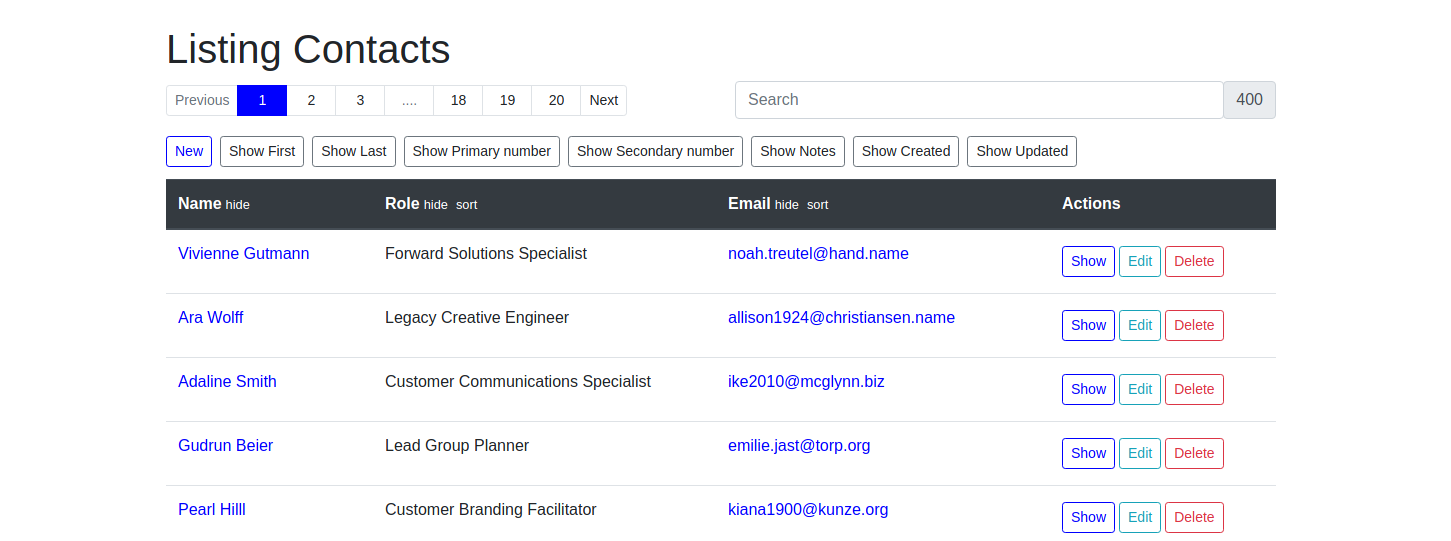 Listing Contacts
Previous 1 2 3 .... 18 19 20 Next Search 400
New Show First Show Last Show Primary number Show Secondary number Show Notes Show Created Show Updated
Name hide Role hide sort Email hide sort Actions
Vivienne Gutmann Forward Solutions Specialist noah.treutel@hand.name Show Edit Delete
Ara Wolff Legacy Creative Engineer allison1924@christiansen.name Show Edit Delete
Adaline Smith Customer Communications Specialist ike2010@mcglynn.biz Show Edit Delete
Gudrun Beier Lead Group Planner emilie.jast@torp.org Show Edit Delete
Pearl Hilll Customer Branding Facilitator kiana1900@kunze.org Show Edit Delete